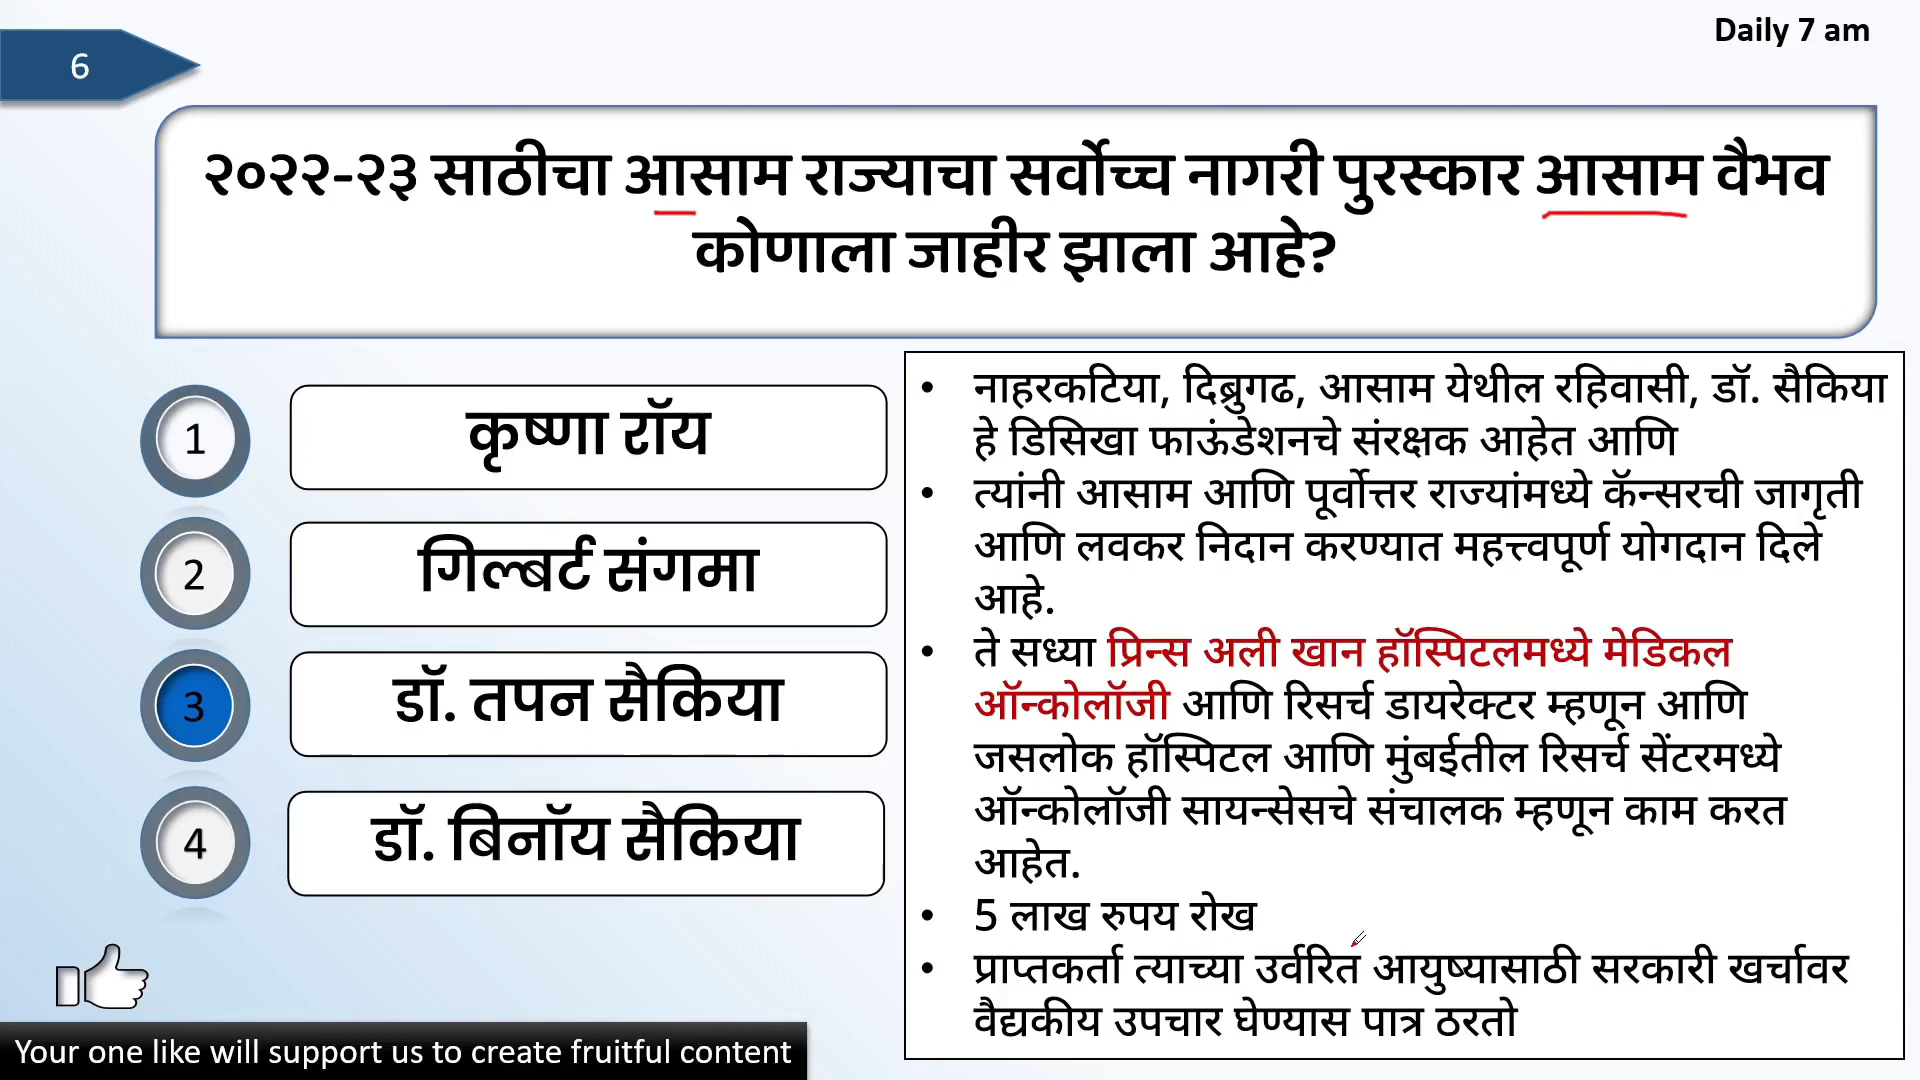 Daily 7 am
6
२०२२-२३ साठीचा आसाम राज्याचा सर्वोच्च नागरी पुरस्कार आसाम वैभव
कोणाला जाहीर झाला आहे?
1
कृष्णा रॉय
2
गिल्बर्ट संगमा
3
डॉ. तपन सैकिया
4
डॉ. बिनॉय सैकिया
• नाहरकटिया, दिब्रुगढ, आसाम येथील रहिवासी, डॉ. सैकिया
हे डिसिखा फाऊंडेशनचे संरक्षक आहेत आणि
• त्यांनी आसाम आणि पूर्वोत्तर राज्यांमध्ये कॅन्सरची जागृती
आणि लवकर निदान करण्यात महत्त्वपूर्ण योगदान दिले
आहे.
• ते सध्या प्रिन्स अली खान हॉस्पिटलमध्ये मेडिकल
ऑन्कोलॉजी आणि रिसर्च डायरेक्टर म्हणून आणि
जसलोक हॉस्पिटल आणि मुंबईतील रिसर्च सेंटरमध्ये
ऑन्कोलॉजी सायन्सेसचे संचालक म्हणून काम करत
आहेत.
• 5 लाख रुपय रोख
• प्राप्तकर्ता त्याच्या उर्वरित आयुष्यासाठी सरकारी खर्चावर
वैद्यकीय उपचार घेण्यास पात्र ठरतो
Your one like will support us to create fruitful content